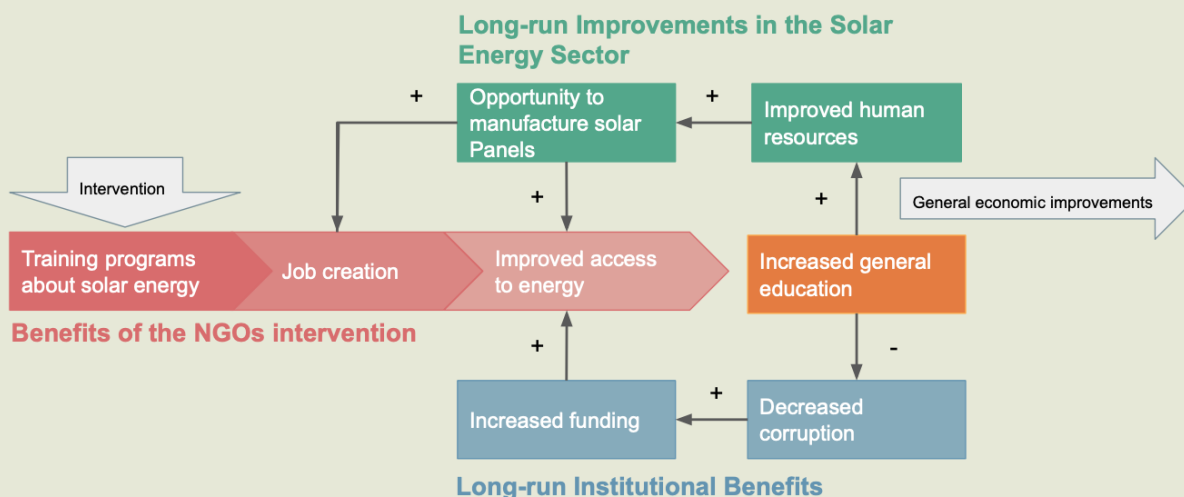 Long-run Improvements in the Solar
Energy Sector
+
Opportunity to
manufacture solar
Panels
+
Improved human
resources
Intervention
+
+
General economic improvements
Training programs
about solar energy
Job creation
Improved access
to energy
Increased general
education
Benefits of the NGOs intervention
+
-
Increased funding
+
Decreased
corruption
Long-run Institutional Benefits